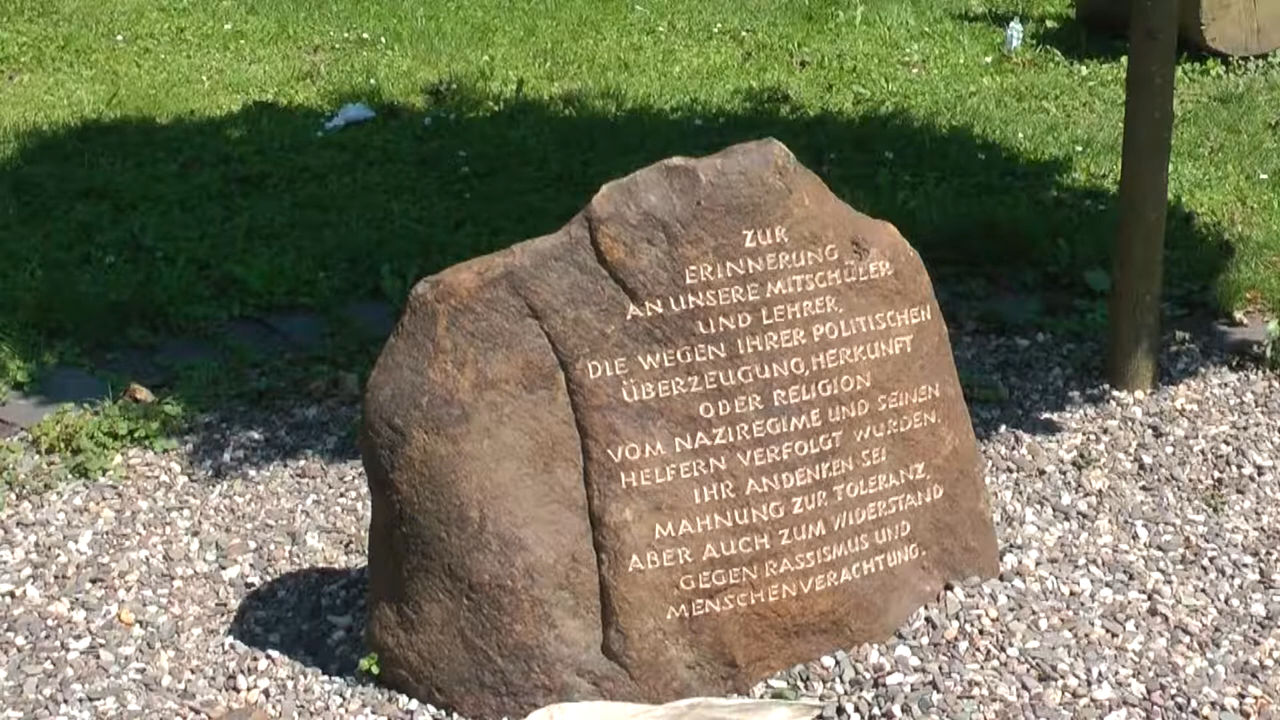 ZUR
ERINNERUNG
AN UNSERE MITSCHÜLER
UND LEHRER,
DIE WEGEN IHRER POLITISCHEN
ÜBERZEUGUNG, HERKUNFT
ODER RELIGION
VOM NAZIREGIME UND SEINEN
HELFERN VERFOLGT WURDEN.
IHR ANDENKEN SEI
MAHNUNG ZUR TOLERANZ,
ABER AUCH ZUM WIDERSTAND
GEGEN RASSISMUS UND
MENSCHENVERACHTUNG.